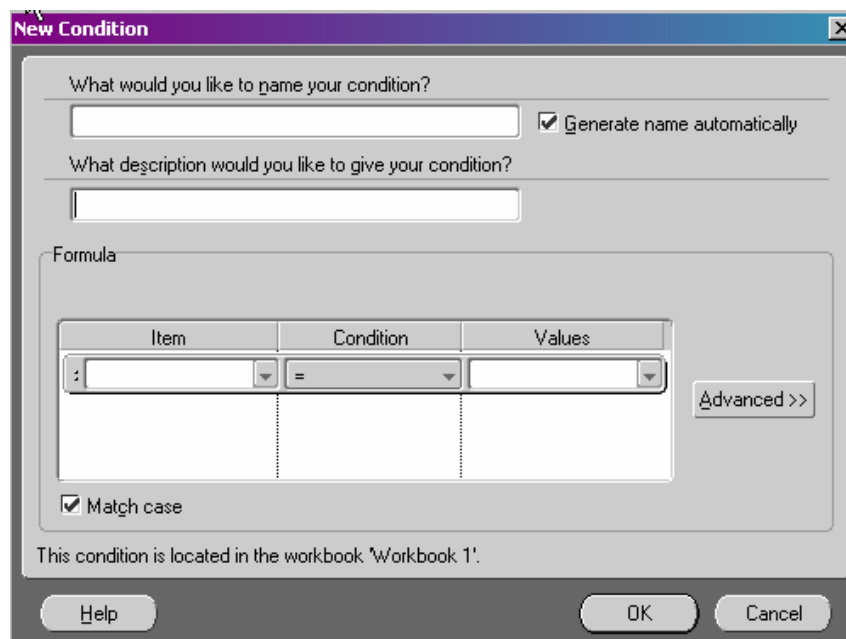 New Condition
What would you like to name your condition?
Generate name automatically
What description would you like to give your condition?
Formula
Item Condition Values
: =
Advanced >>
Match case
This condition is located in the workbook 'Workbook 1'.
Help OK Cancel